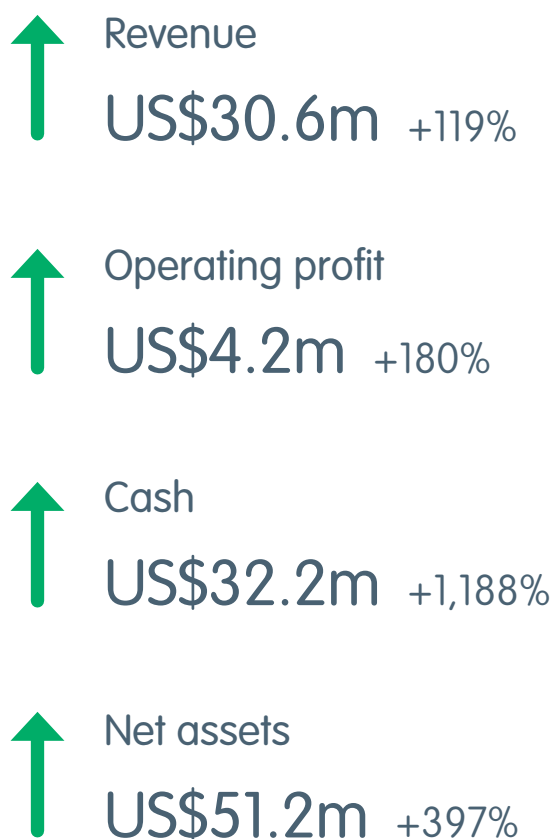 Revenue
US$30.6m +119%
Operating profit
US$4.2m +180%
Cash
US$32.2m +1,188%
Net assets
US$51.2m +397%